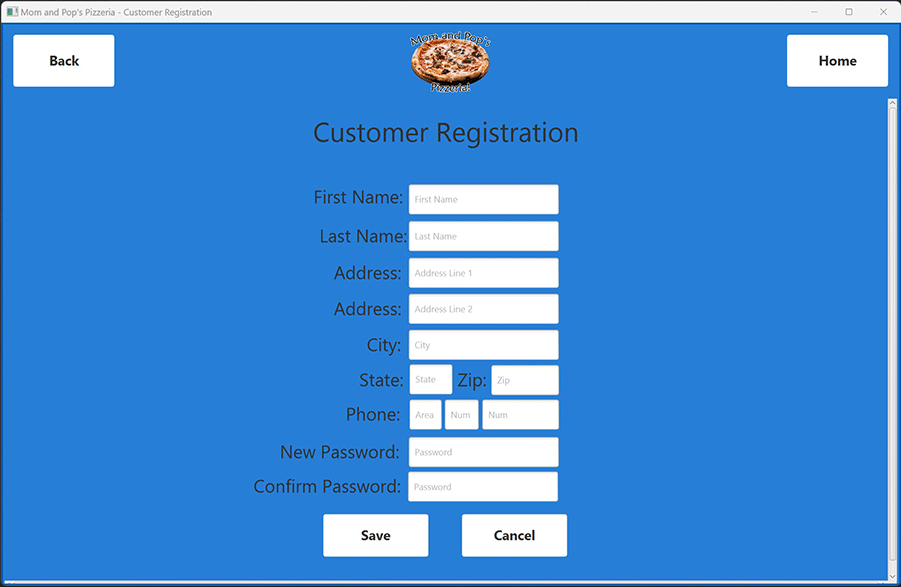 Mom and Pop's Pizzeria - Customer Registration
Back
Mom and Pop's
Pizzeria!
Home
Customer Registration
First Name: First Name
Last Name: Last Name
Address: Address Line 1
Address: Address Line 2
City: City
State: State Zip: Zip
Phone: Area Num Num
New Password: Password
Confirm Password: Password
Save Cancel